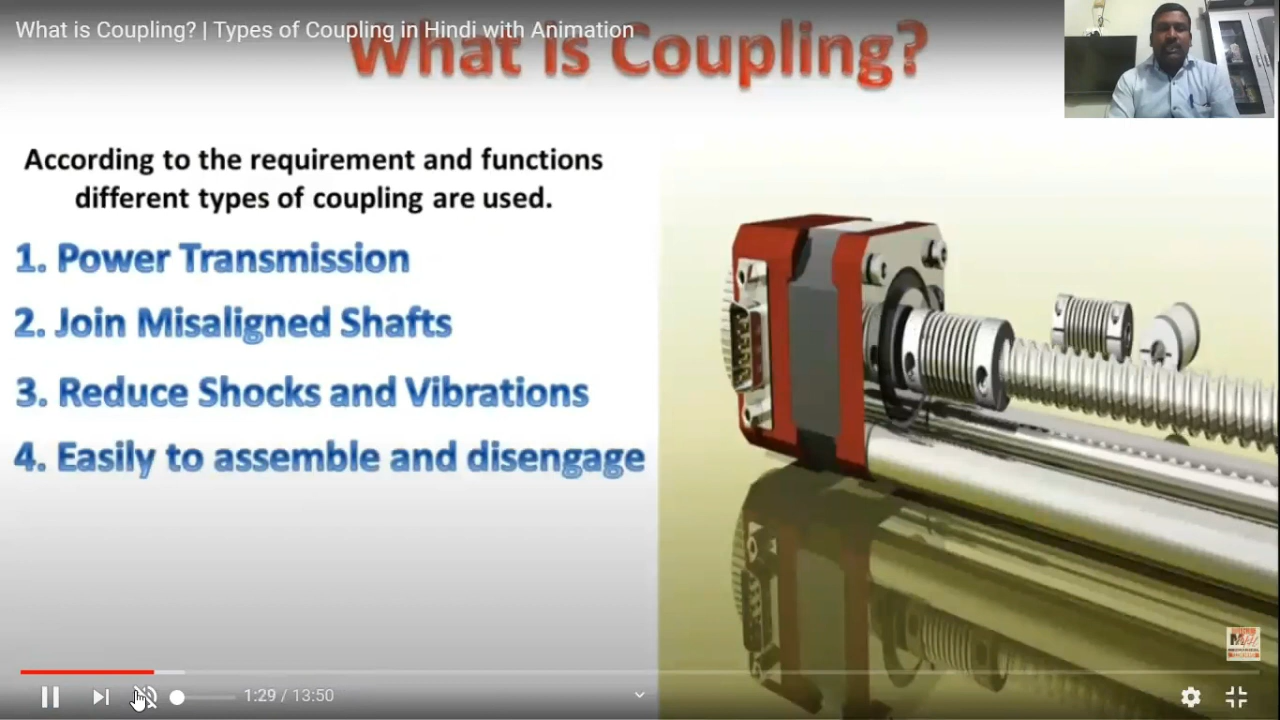 What is Coupling? | Types of Coupling in Hindi with Animation
What is Coupling?
According to the requirement and functions
different types of coupling are used.
1. Power Transmission
2. Join Misaligned Shafts
3. Reduce Shocks and Vibrations
4. Easily to assemble and disengage
1:29 / 13:50